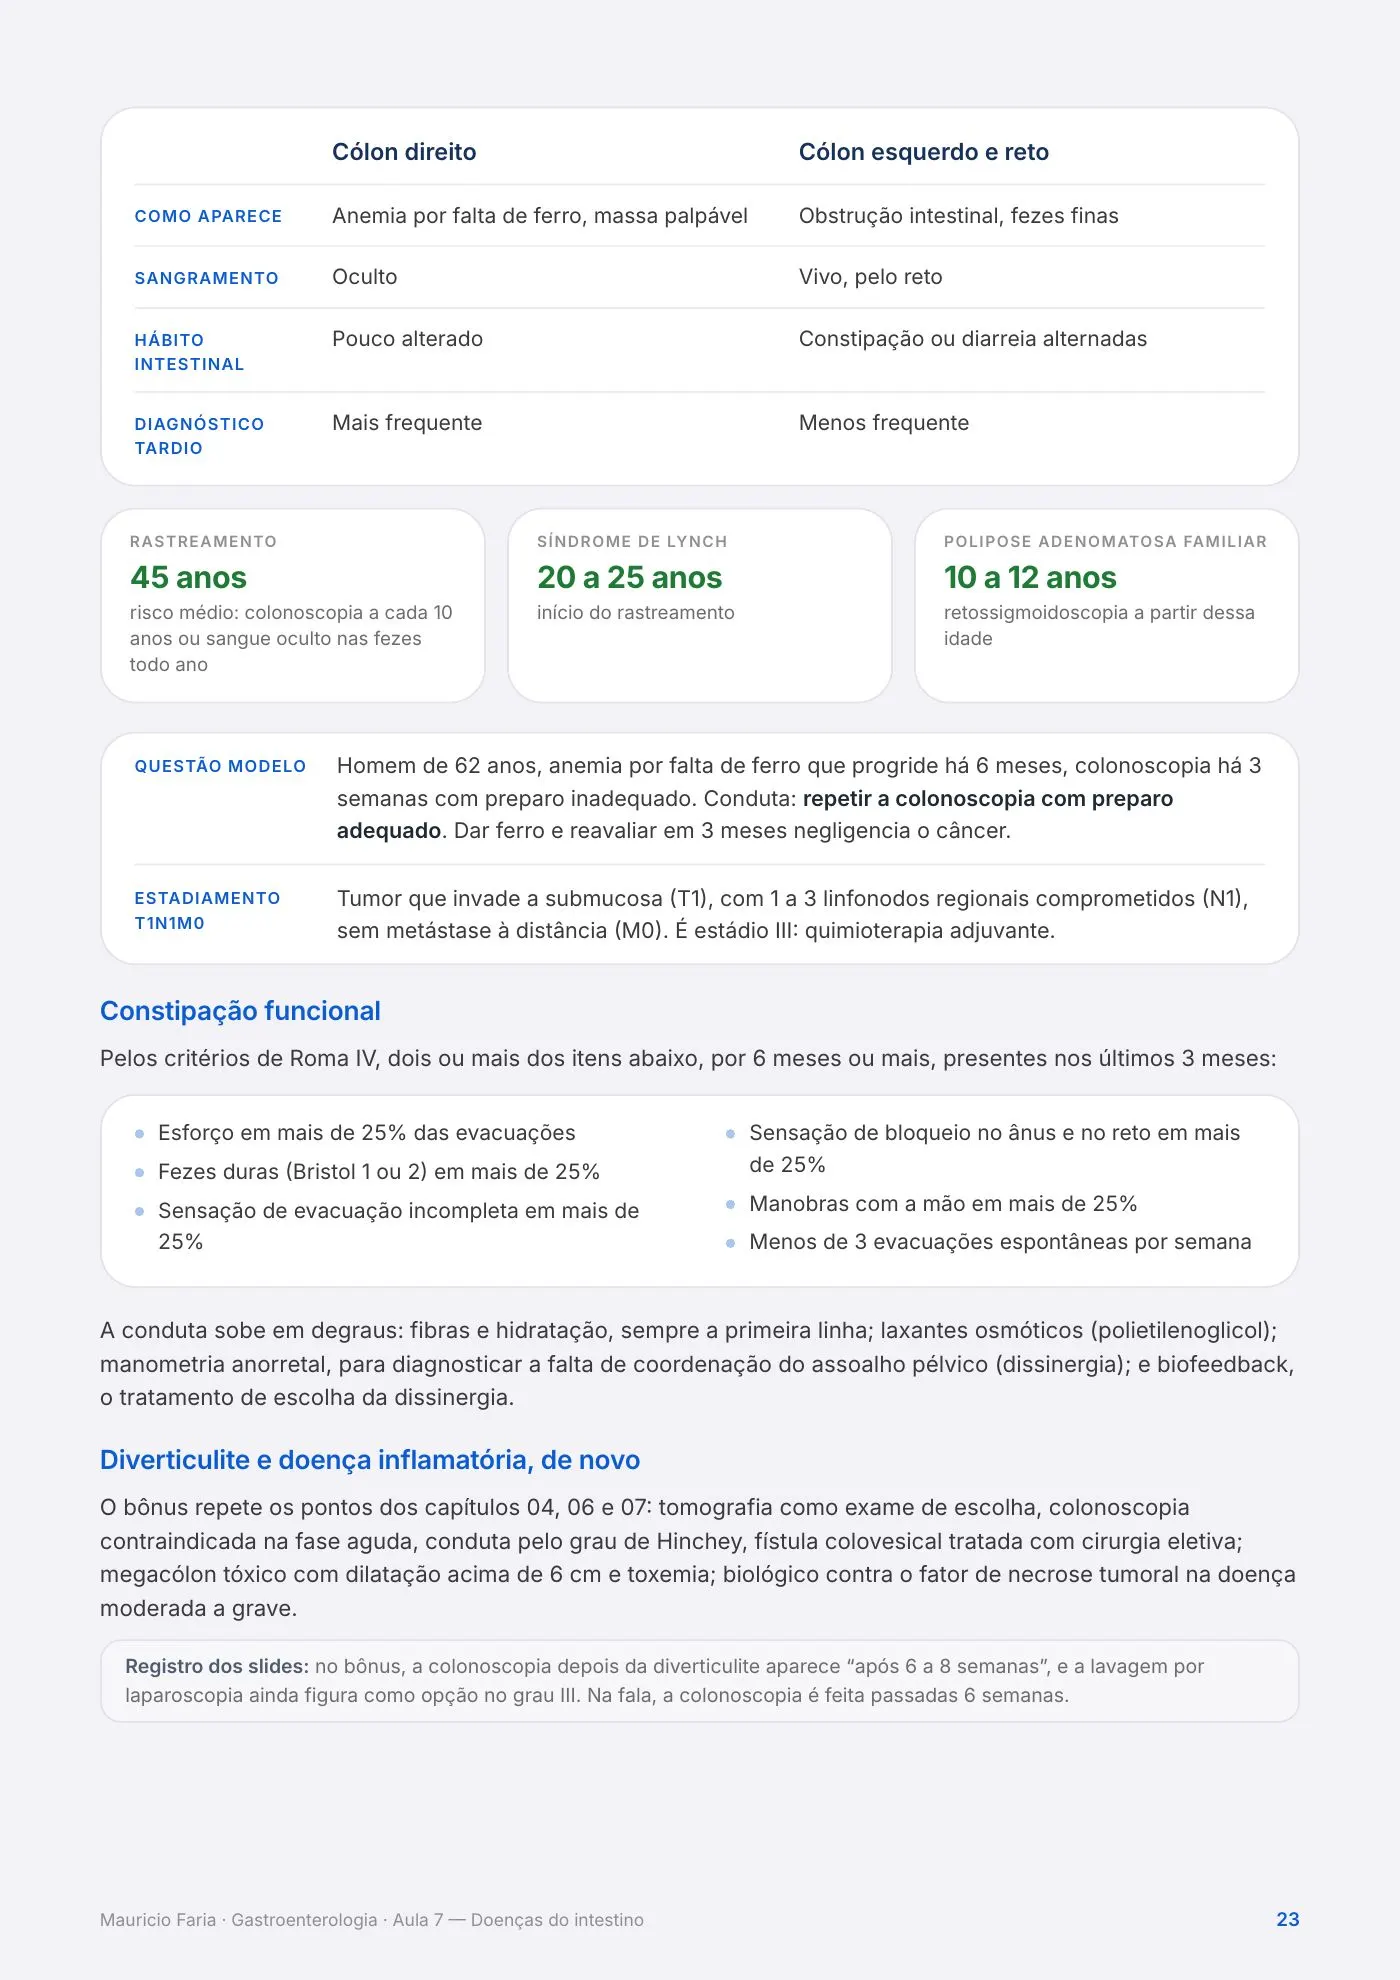 Cólon direito Cólon esquerdo e reto
COMO APARECE Anemia por falta de ferro, massa palpável Obstrução intestinal, fezes finas
SANGRAMENTO Oculto Vivo, pelo reto
HÁBITO INTESTINAL Pouco alterado Constipação ou diarreia alternadas
DIAGNÓSTICO TARDIO Mais frequente Menos frequente
RASTREAMENTO
45 anos
risco médio: colonoscopia a cada 10
anos ou sangue oculto nas fezes
todo ano
SÍNDROME DE LYNCH
20 a 25 anos
início do rastreamento
POLIPOSE ADENOMATOSA FAMILIAR
10 a 12 anos
retossigmoidoscopia a partir dessa
idade
QUESTÃO MODELO
Homem de 62 anos, anemia por falta de ferro que progride há 6 meses, colonoscopia há 3
semanas com preparo inadequado. Conduta: repetir a colonoscopia com preparo
adequado. Dar ferro e reavaliar em 3 meses negligencia o câncer.
ESTADIAMENTO
T1N1M0
Tumor que invade a submucosa (T1), com 1 a 3 linfonodos regionais comprometidos (N1),
sem metástase à distância (M0). É estádio III: quimioterapia adjuvante.
Constipação funcional
Pelos critérios de Roma IV, dois ou mais dos itens abaixo, por 6 meses ou mais, presentes nos últimos 3 meses:
Esforço em mais de 25% das evacuações
Fezes duras (Bristol 1 ou 2) em mais de 25%
Sensação de evacuação incompleta em mais de
25%
Sensação de bloqueio no ânus e no reto em mais
de 25%
Manobras com a mão em mais de 25%
Menos de 3 evacuações espontâneas por semana
A conduta sobe em degraus: fibras e hidratação, sempre a primeira linha; laxantes osmóticos (polietilenoglicol);
manometria anorretal, para diagnosticar a falta de coordenação do assoalho pélvico (dissinergia); e biofeedback,
o tratamento de escolha da dissinergia.
Diverticulite e doença inflamatória, de novo
O bônus repete os pontos dos capítulos 04, 06 e 07: tomografia como exame de escolha, colonoscopia
contraindicada na fase aguda, conduta pelo grau de Hinchey, fístula colovesical tratada com cirurgia eletiva;
megacólon tóxico com dilatação acima de 6 cm e toxemia; biológico contra o fator de necrose tumoral na doença
moderada a grave.
Registro dos slides: no bônus, a colonoscopia depois da diverticulite aparece “após 6 a 8 semanas”, e a lavagem por
laparoscopia ainda figura como opção no grau III. Na fala, a colonoscopia é feita passadas 6 semanas.
Mauricio Faria · Gastroenterologia · Aula 7 — Doenças do intestino 23